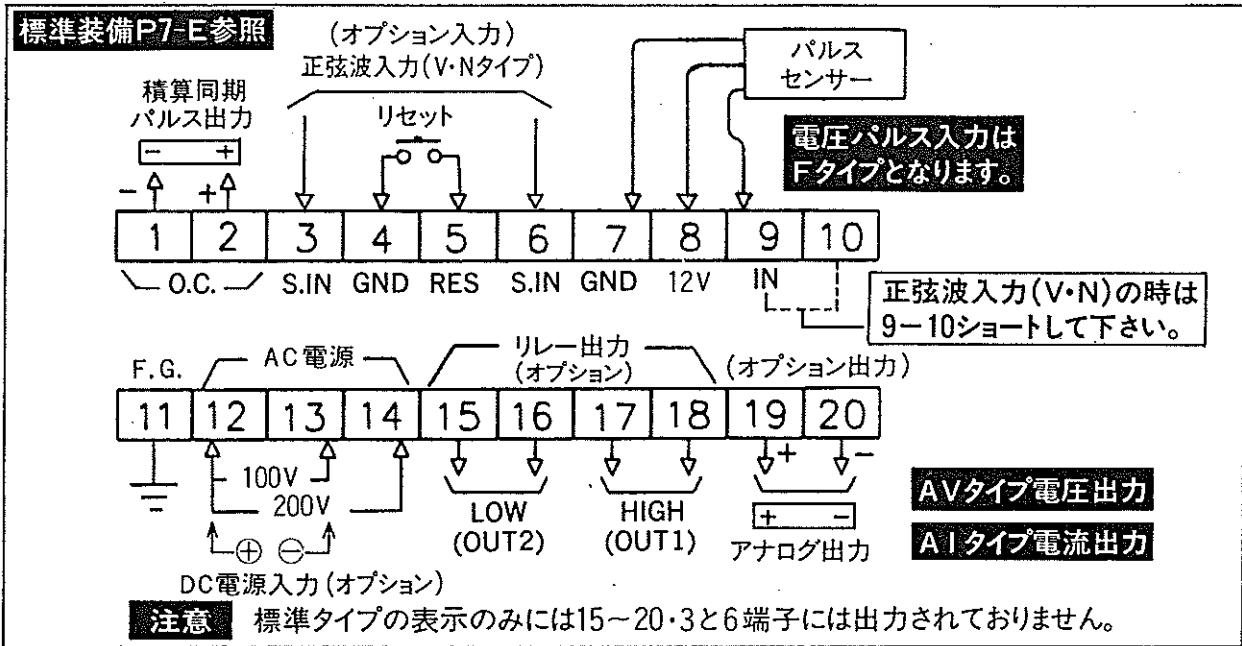 標準装備P7-E参照
(オプション入力)
正弦波入力(V・Nタイプ)
パルス
センサー
積算同期
パルス出力
リセット
電圧パルス入力は
Fタイプとなります。
- +
- +
1 2 3 4 5 6 7 8 9 10
O.C. S.IN GND RES S.IN GND 12V IN
正弦波入力(V・N)の時は
9-10ショートして下さい。
F.G. AC電源 リレー出力
(オプション) (オプション出力)
11 12 13 14 15 16 17 18 19 20
+ -
100V
200V
LOW
(OUT2)
HIGH
(OUT1)
+ -
アナログ出力
AVタイプ電圧出力
AIタイプ電流出力
⊕ ⊖
DC電源入力(オプション)
注意 標準タイプの表示のみには15~20・3と6端子には出力されておりません。